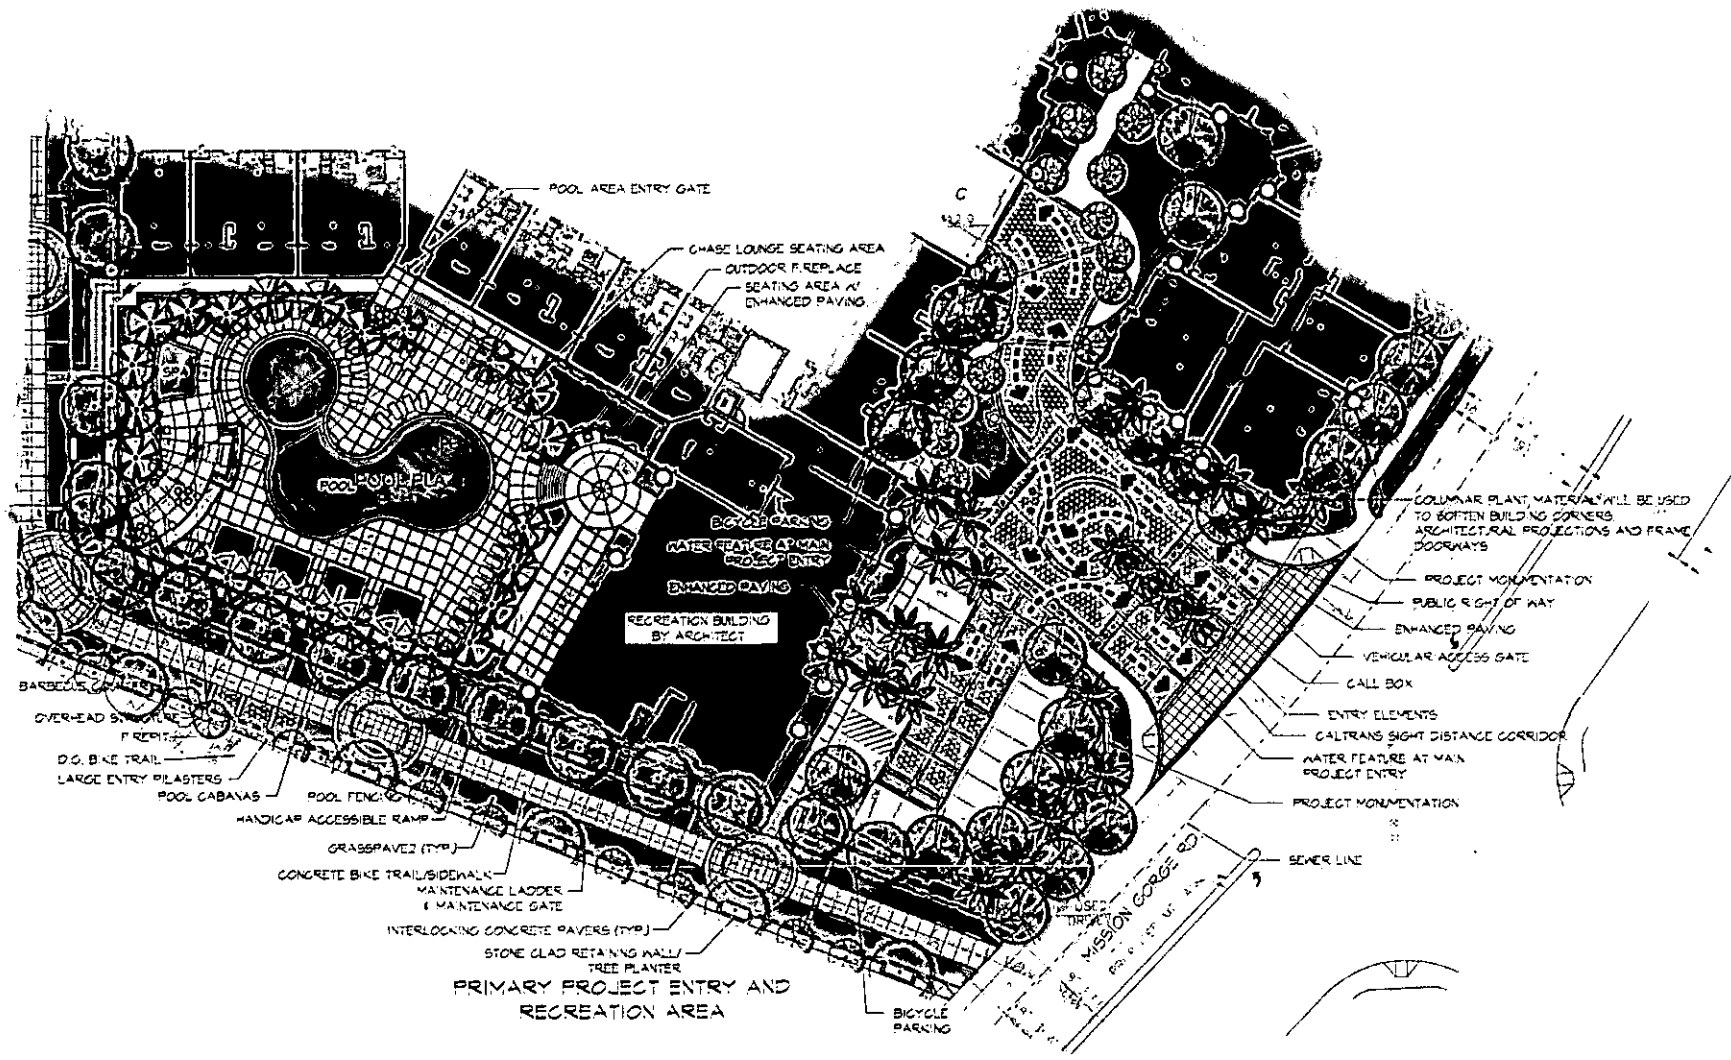 POOL AREA ENTRY GATE
C
CHASE LOUNGE SEATING AREA
OUTDOOR FIREPLACE
SEATING AREA W/
ENHANCED PAVING
POOL
BICYCLE PARKING
WATER FEATURE AT MAIN
PROJECT ENTRY
ENHANCED PAVING
RECREATION BUILDING
BY ARCHITECT
COLUMNAR PLANT MATERIAL WILL BE USED
TO SOFTEN BUILDING CORNERS,
ARCHITECTURAL PROJECTIONS AND FRAME
DOORWAYS
PROJECT MONUMENTATION
PUBLIC RIGHT OF WAY
ENHANCED PAVING
VEHICULAR ACCESS GATE
CALL BOX
ENTRY ELEMENTS
CALTRANS SIGHT DISTANCE CORRIDOR
WATER FEATURE AT MAIN
PROJECT ENTRY
PROJECT MONUMENTATION
SEWER LINE
MISSION GORGE RD
BARBECUE
OVERHEAD STRUCTURE
FIREPIT
D.G. BIKE TRAIL
LARGE ENTRY PILASTERS
POOL CABANAS
POOL FENCING
HANDICAP ACCESSIBLE RAMP
GRASSPAVE2 (TYP.)
CONCRETE BIKE TRAIL/SIDEWALK
MAINTENANCE LADDER
& MAINTENANCE GATE
INTERLOCKING CONCRETE PAVERS (TYP.)
STONE CLAD RETAINING WALL/
TREE PLANTER
BICYCLE
PARKING
PRIMARY PROJECT ENTRY AND
RECREATION AREA